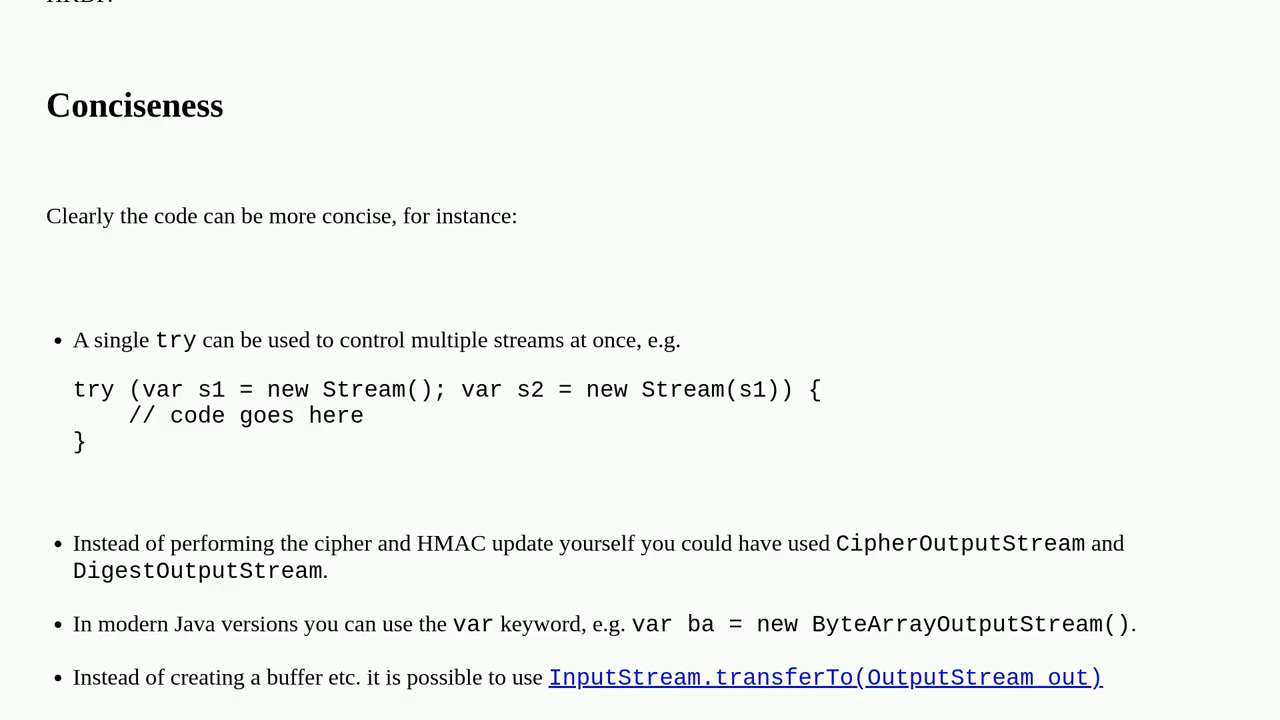 Conciseness
Clearly the code can be more concise, for instance:
• A single try can be used to control multiple streams at once, e.g.
try (var s1 = new Stream(); var s2 = new Stream(s1)) {
    // code goes here
}
• Instead of performing the cipher and HMAC update yourself you could have used CipherOutputStream and
DigestOutputStream.
• In modern Java versions you can use the var keyword, e.g. var ba = new ByteArrayOutputStream().
• Instead of creating a buffer etc. it is possible to use InputStream.transferTo(OutputStream out)